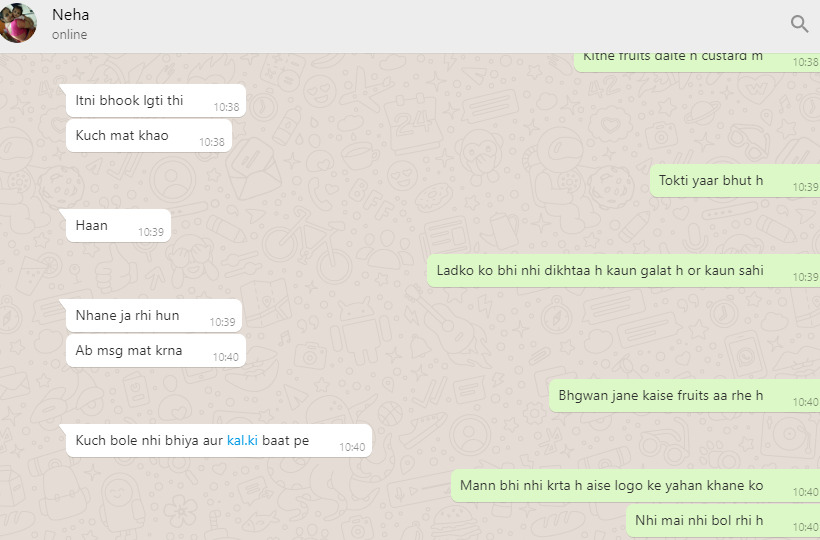 Neha
online
Kithe fruits dalte h custard m 10:38
Itni bhook lgti thi 10:38
Kuch mat khao 10:38
Tokti yaar bhut h 10:39
Haan 10:39
Ladko ko bhi nhi dikhtaa h kaun galat h or kaun sahi 10:39
Nhane ja rhi hun 10:39
Ab msg mat krna 10:40
Bhgwan jane kaise fruits aa rhe h 10:40
Kuch bole nhi bhiya aur kal.ki baat pe 10:40
Mann bhi nhi krta h aise logo ke yahan khane ko 10:40
Nhi mai nhi bol rhi h 10:40